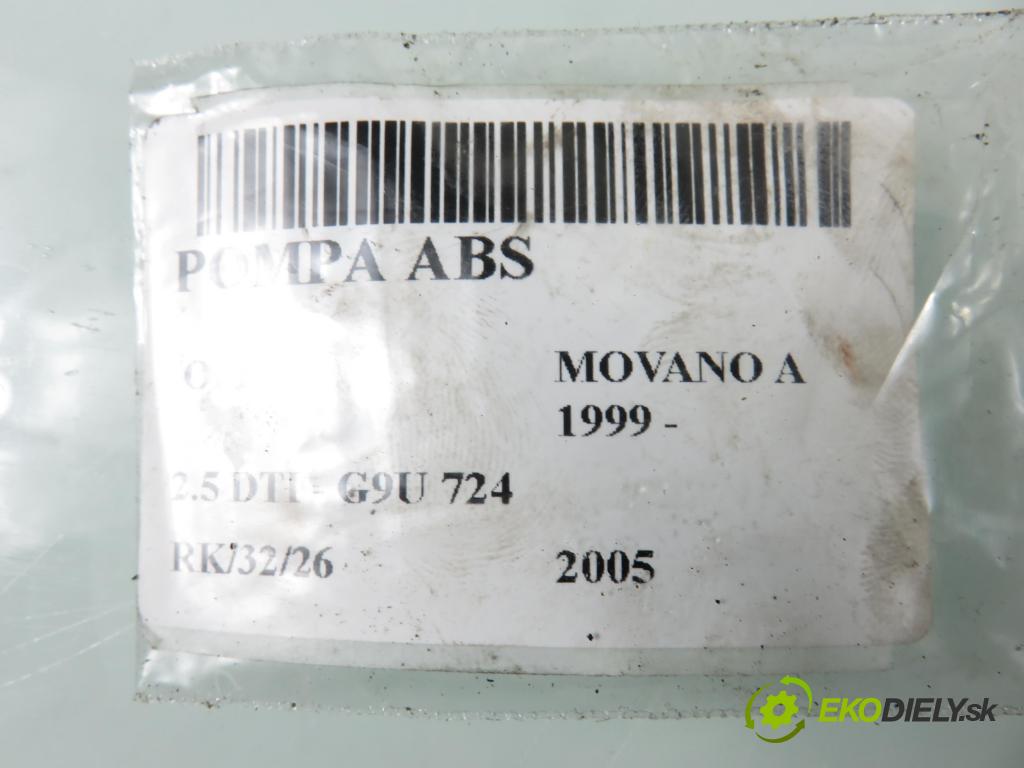 POMPA ABS
MOVANO A
1999 -
2.5 DTI - G9U 724
RK/32/26
2005
EKODIELY.sk